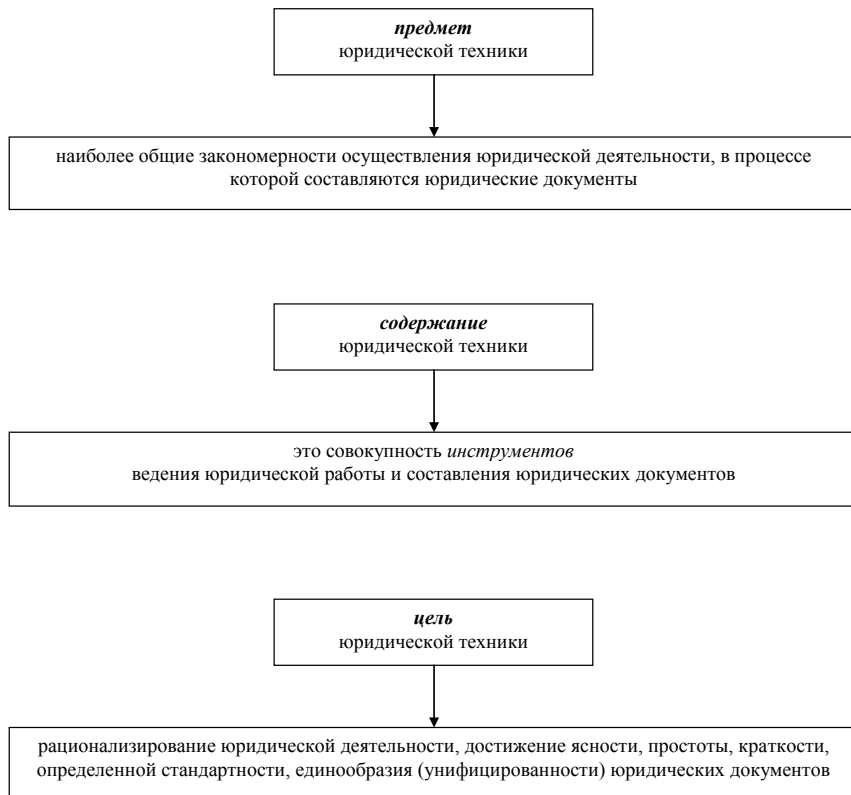 предмет
юридической техники
наиболее общие закономерности осуществления юридической деятельности, в процессе
которой составляются юридические документы
содержание
юридической техники
это совокупность инструментов
ведения юридической работы и составления юридических документов
цель
юридической техники
рационализирование юридической деятельности, достижение ясности, простоты, краткости,
определенной стандартности, единообразия (унифицированности) юридических документов